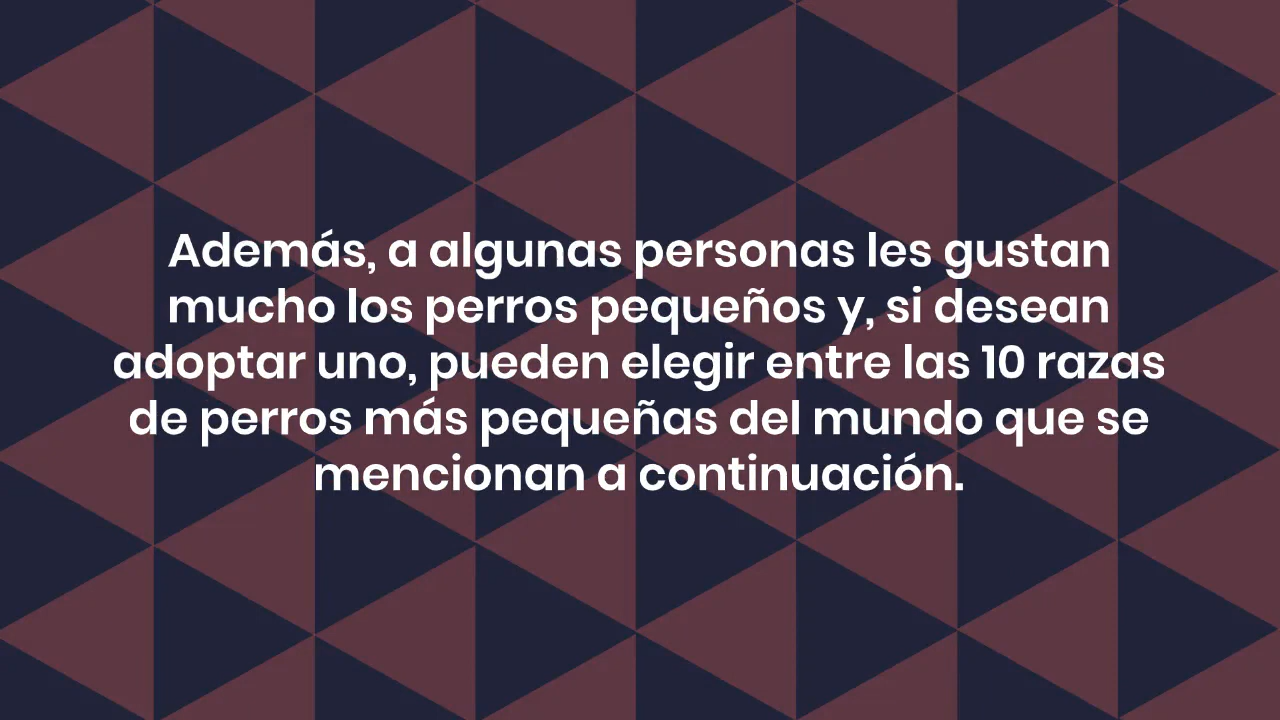 Además, a algunas personas les gustan
mucho los perros pequeños y, si desean
adoptar uno, pueden elegir entre las 10 razas
de perros más pequeñas del mundo que se
mencionan a continuación.